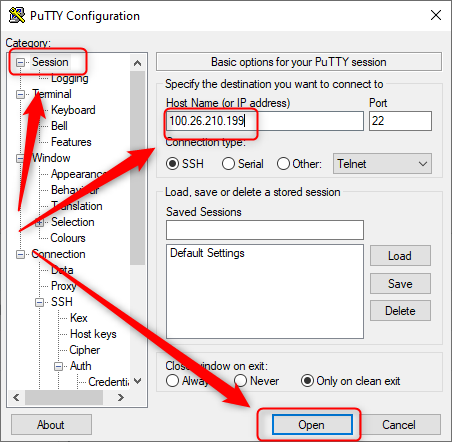 PuTTY Configuration
Category:
Session
Logging
Terminal
Keyboard
Bell
Features
Window
Appearance
Behaviour
Translation
Selection
Colours
Connection
Data
Proxy
SSH
Kex
Host keys
Cipher
Auth
Credenti
Basic options for your PuTTY session
Specify the destination you want to connect to
Host Name (or IP address) Port
100.26.210.199 22
Connection type:
SSH Serial Other: Telnet
Load, save or delete a stored session
Saved Sessions
Default Settings
Load
Save
Delete
Close window on exit:
Always Never Only on clean exit
About Open Cancel